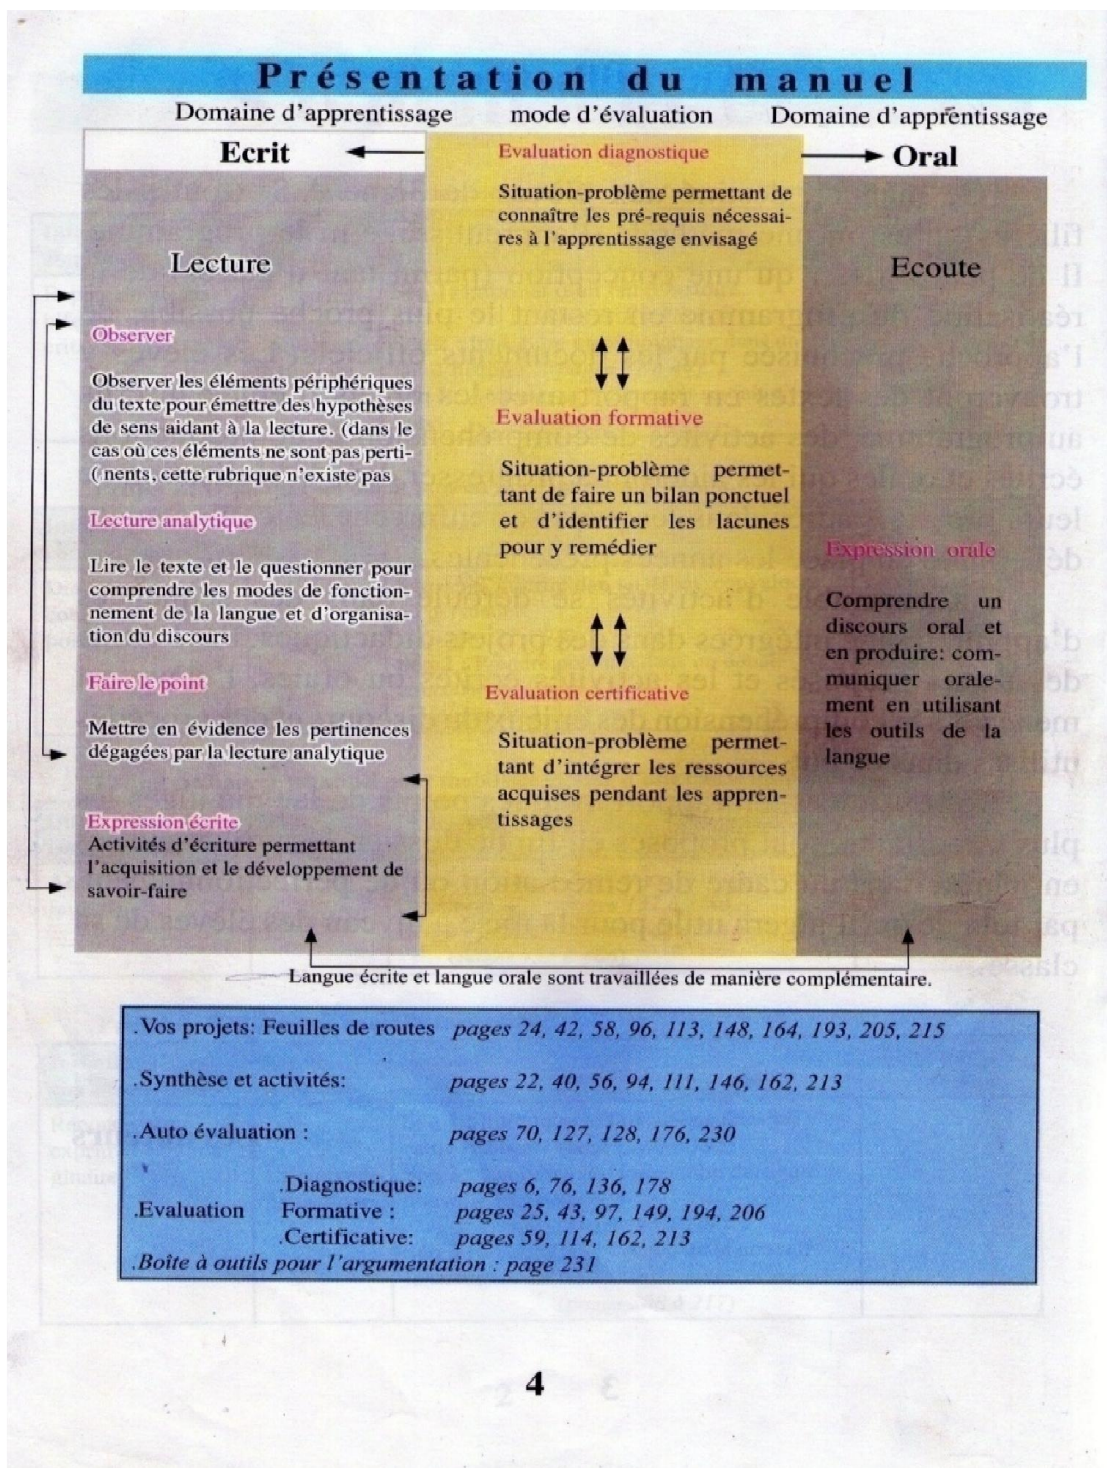 Présentation du manuel
Domaine d'apprentissage mode d'évaluation Domaine d'apprentissage
Ecrit
Lecture
Observer
Observer les éléments périphériques
du texte pour émettre des hypothèses
de sens aidant à la lecture. (dans le
cas où ces éléments ne sont pas perti-
( nents, cette rubrique n'existe pas
Lecture analytique
Lire le texte et le questionner pour
comprendre les modes de fonction-
nement de la langue et d'organisa-
tion du discours
Faire le point
Mettre en évidence les pertinences
dégagées par la lecture analytique
Expression écrite
Activités d'écriture permettant
l'acquisition et le développement de
savoir-faire
Evaluation diagnostique
Situation-problème permettant de
connaître les pré-requis nécessai-
res à l'apprentissage envisagé
Evaluation formative
Situation-problème permet-
tant de faire un bilan ponctuel
et d'identifier les lacunes
pour y remédier
Evaluation certificative
Situation-problème permet-
tant d'intégrer les ressources
acquises pendant les appren-
tissages
Oral
Ecoute
Expression orale
Comprendre un
discours oral et
en produire: com-
muniquer orale-
ment en utilisant
les outils de la
langue
Langue écrite et langue orale sont travaillées de manière complémentaire.
.Vos projets: Feuilles de routes pages 24, 42, 58, 96, 113, 148, 164, 193, 205, 215
.Synthèse et activités: pages 22, 40, 56, 94, 111, 146, 162, 213
.Auto évaluation : pages 70, 127, 128, 176, 230
.Diagnostique: pages 6, 76, 136, 178
.Evaluation Formative : pages 25, 43, 97, 149, 194, 206
.Certificative: pages 59, 114, 162, 213
.Boîte à outils pour l'argumentation : page 231
4